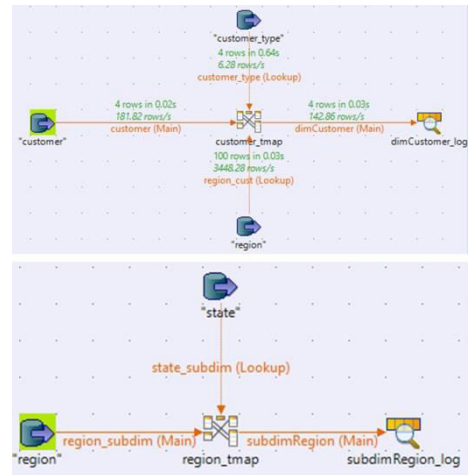 "customer_type"
4 rows in 0.64s
6.28 rows/s
customer_type (Lookup)
4 rows in 0.02s
181.82 rows/s
customer (Main)
4 rows in 0.03s
142.86 rows/s
dimCustomer (Main)
"customer"
customer_tmap
dimCustomer_log
100 rows in 0.03s
3448.28 rows/s
region_cust (Lookup)
"region"
"state"
state_subdim (Lookup)
region_subdim (Main)
subdimRegion (Main)
"region"
region_tmap
subdimRegion_log